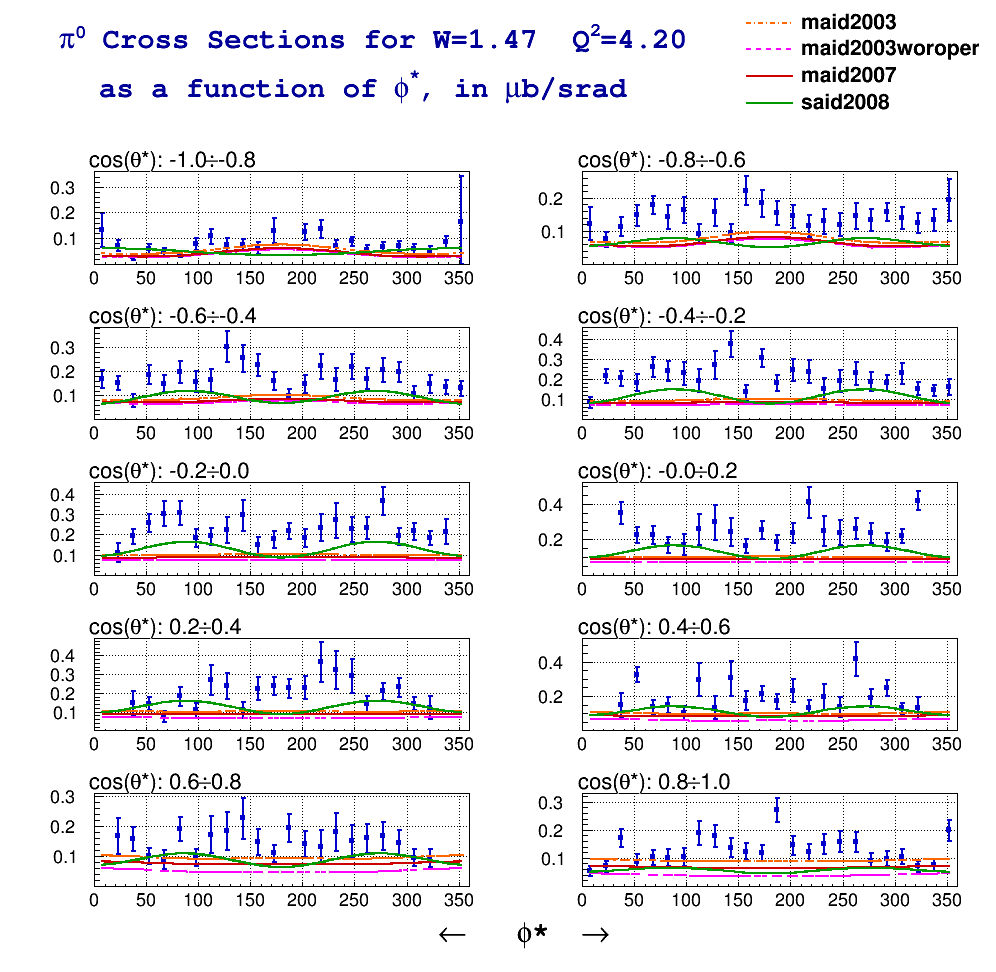 π⁰ Cross Sections for W=1.47 Q²=4.20
as a function of ϕ*, in μb/srad
maid2003
maid2003woroper
maid2007
said2008
cos(θ*): -1.0÷-0.8
0.3
0.2
0.1
0 50 100 150 200 250 300 350
cos(θ*): -0.8÷-0.6
0.2
0.1
0 50 100 150 200 250 300 350
cos(θ*): -0.6÷-0.4
0.3
0.2
0.1
0 50 100 150 200 250 300 350
cos(θ*): -0.4÷-0.2
0.4
0.3
0.2
0.1
0 50 100 150 200 250 300 350
cos(θ*): -0.2÷0.0
0.4
0.3
0.2
0.1
0 50 100 150 200 250 300 350
cos(θ*): -0.0÷0.2
0.4
0.2
0 50 100 150 200 250 300 350
cos(θ*): 0.2÷0.4
0.4
0.3
0.2
0.1
0 50 100 150 200 250 300 350
cos(θ*): 0.4÷0.6
0.4
0.2
0 50 100 150 200 250 300 350
cos(θ*): 0.6÷0.8
0.3
0.2
0.1
0 50 100 150 200 250 300 350
cos(θ*): 0.8÷1.0
0.3
0.2
0.1
0 50 100 150 200 250 300 350
← ϕ* →